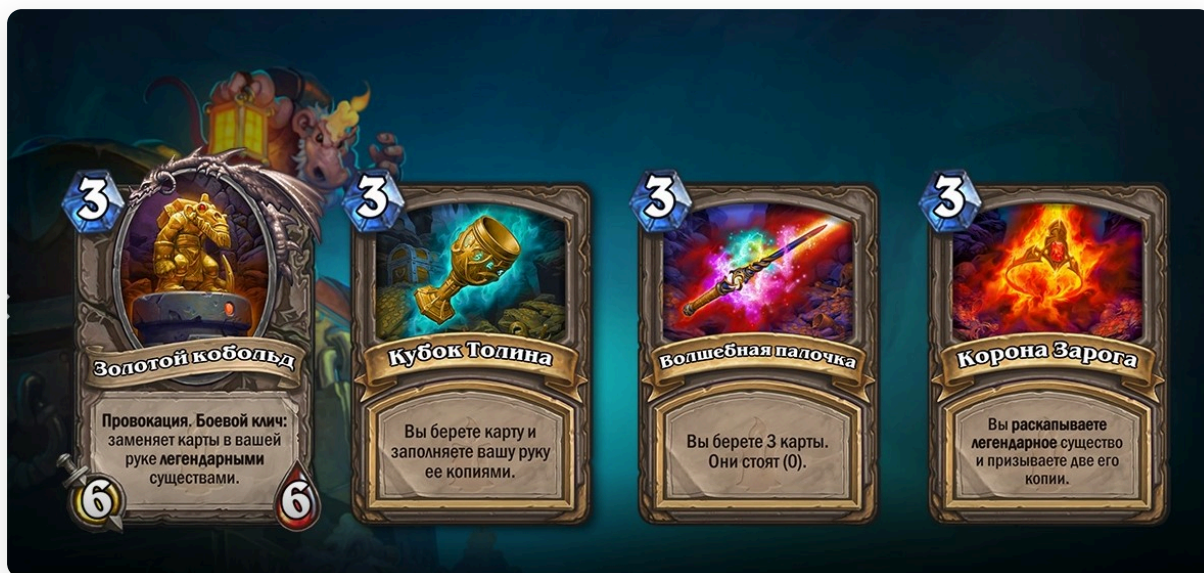 3
Золотой кобольд
Провокация. Боевой клич:
заменяет карты в вашей
руке легендарными
существами.
6
6
3
Кубок Толина
Вы берете карту и
заполняете вашу руку
ее копиями.
3
Волшебная палочка
Вы берете 3 карты.
Они стоят (0).
3
Корона Зарога
Вы раскапываете
легендарное существо
и призываете две его
копии.